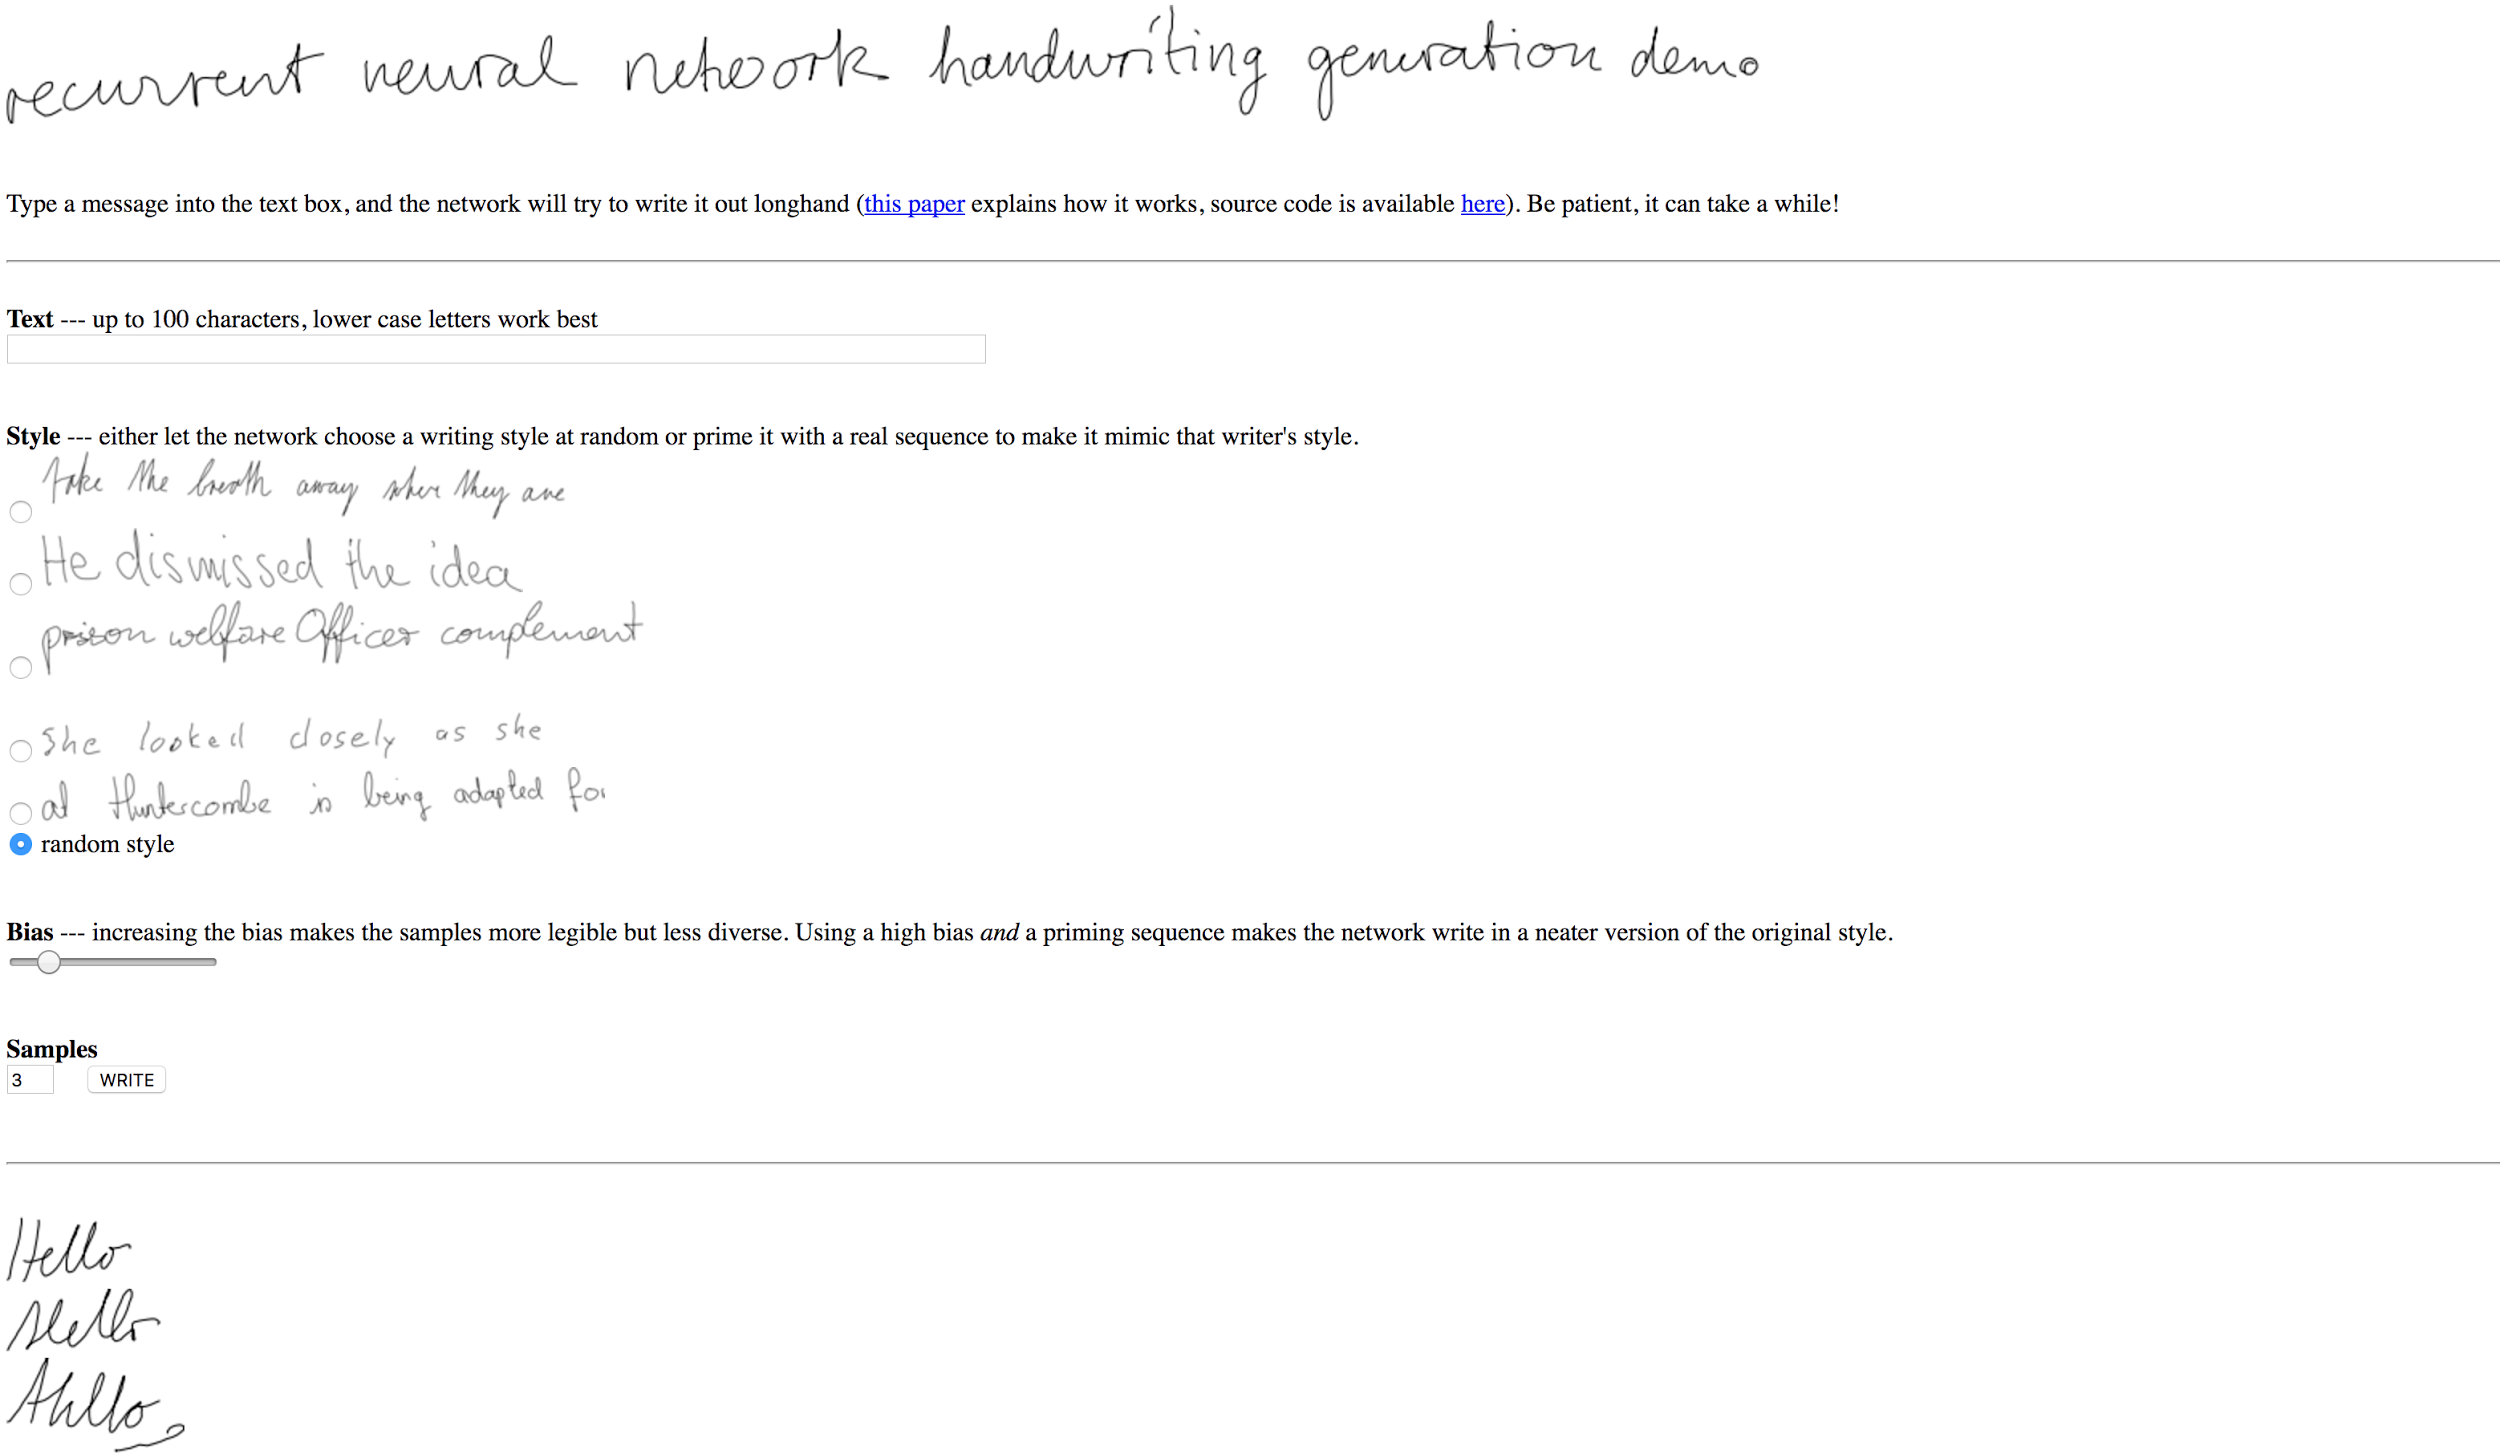 recurrent neural network handwriting generation demo
Type a message into the text box, and the network will try to write it out longhand (this paper explains how it works, source code is available here). Be patient, it can take a while!
Text --- up to 100 characters, lower case letters work best
Style --- either let the network choose a writing style at random or prime it with a real sequence to make it mimic that writer's style.
take the breath away when they are
He dismissed the idea
prison welfare Officer complement
She looked closely as she
at Huntercombe is being adapted for
random style
Bias --- increasing the bias makes the samples more legible but less diverse. Using a high bias and a priming sequence makes the network write in a neater version of the original style.
Samples
3 WRITE
Hello
Hello
Hello